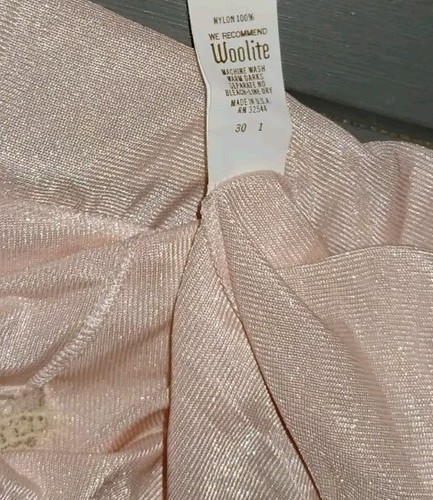 NYLON 100%
WE RECOMMEND
Woolite
MACHINE WASH
WARM DARKS
SEPARATE NO
BLEACH-LINE DRY
MADE IN U.S.A.
RN 32544
30 1